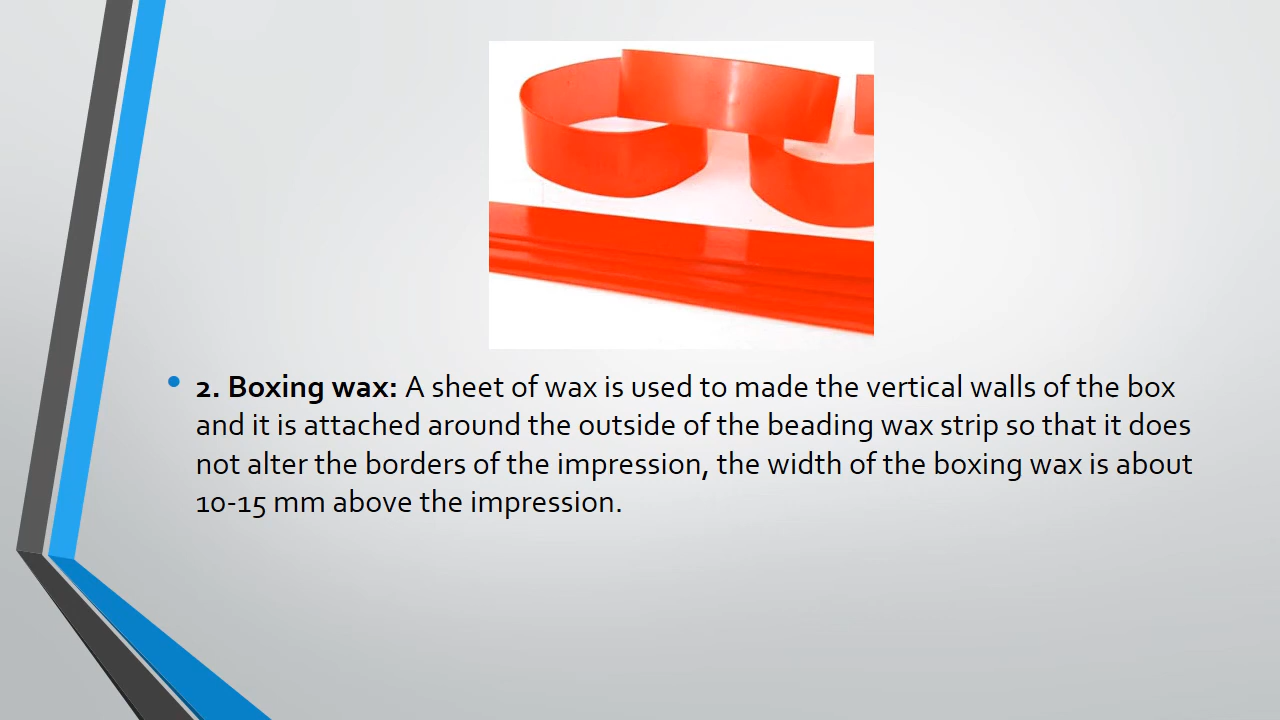 2. Boxing wax: A sheet of wax is used to made the vertical walls of the box
and it is attached around the outside of the beading wax strip so that it does
not alter the borders of the impression, the width of the boxing wax is about
10-15 mm above the impression.